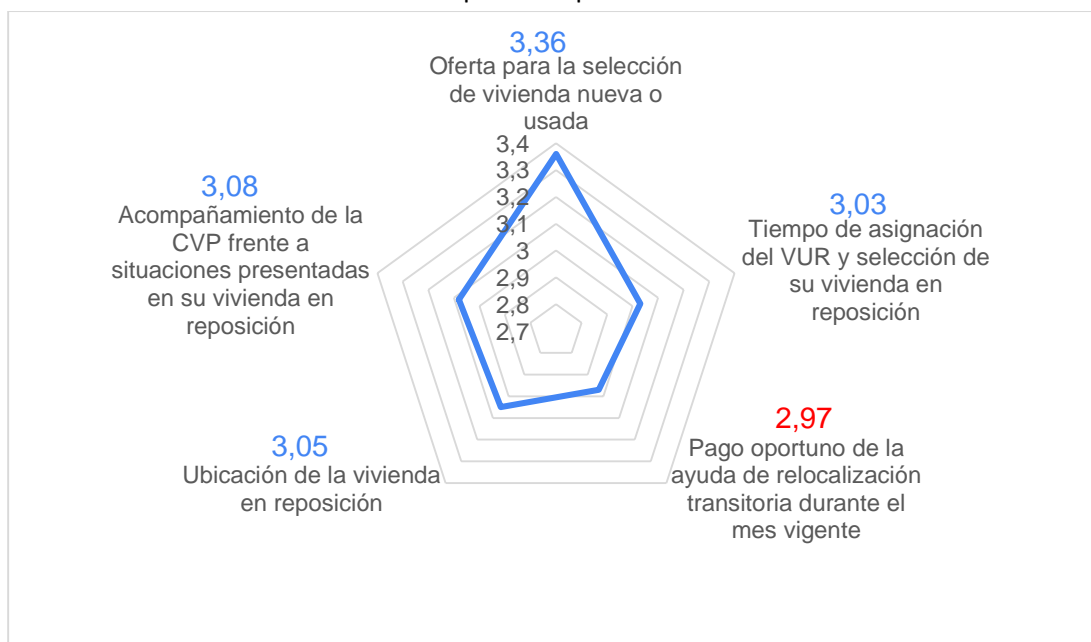 3,36
Oferta para la selección
de vivienda nueva o
usada
3,4
3,3
3,2
3,1
3
2,9
2,8
2,7
3,03
Tiempo de asignación
del VUR y selección de
su vivienda en
reposición
2,97
Pago oportuno de la
ayuda de relocalización
transitoria durante el
mes vigente
3,05
Ubicación de la vivienda
en reposición
3,08
Acompañamiento de la
CVP frente a
situaciones presentadas
en su vivienda en
reposición